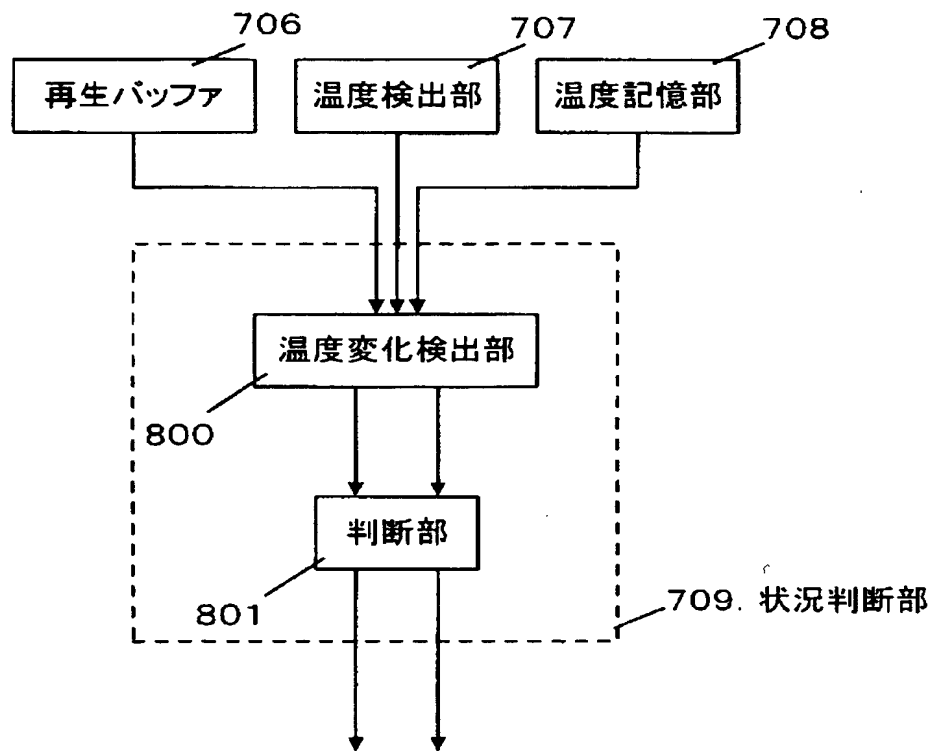 706
707
708
再生バッファ
温度検出部
温度記憶部
温度変化検出部
800
判断部
801
709. 状況判断部